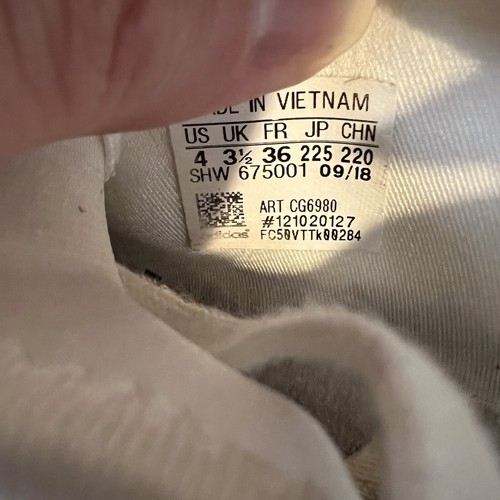 IN VIETNAM
US UK FR JP CHN
4 3½ 36 225 220
SHW 675001 09/18
ART CG6980
#121020127
adidas FC50VTTk00284